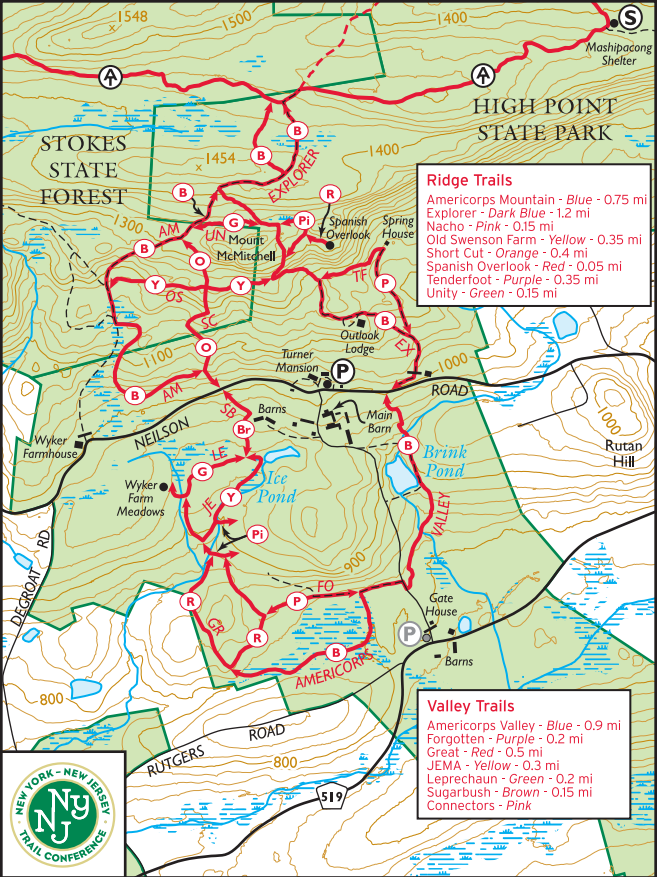 1548
1500
1400
S
Mashipacong
Shelter
A
A
HIGH POINT
STATE PARK
STOKES
STATE
FOREST
B
B
1454
1400
EXPLORER
B
R
1300
AM
G
UN
Pi
Spanish
Overlook
Spring
House
Mount
McMitchell
B
O
Y
OS
Y
TF
P
B
SC
Outlook
Lodge
EX
O
1100
1000
Turner
Mansion
P
B
AM
ROAD
SB
Barns
Main
Barn
NEILSON
Br
Wyker
Farmhouse
B
Brink
Pond
1000
Rutan
Hill
LE
G
Ice
Pond
Wyker
Farm
Meadows
Y
JE
VALLEY
Pi
DEGROAT RD
900
FO
R
P
GR
R
Gate
House
P
B
AMERICORPS
Barns
800
ROAD
RUTGERS
800
519
Ridge Trails
Americorps Mountain - Blue - 0.75 mi
Explorer - Dark Blue - 1.2 mi
Nacho - Pink - 0.15 mi
Old Swenson Farm - Yellow - 0.35 mi
Short Cut - Orange - 0.4 mi
Spanish Overlook - Red - 0.05 mi
Tenderfoot - Purple - 0.35 mi
Unity - Green - 0.15 mi
Valley Trails
Americorps Valley - Blue - 0.9 mi
Forgotten - Purple - 0.2 mi
Great - Red - 0.5 mi
JEMA - Yellow - 0.3 mi
Leprechaun - Green - 0.2 mi
Sugarbush - Brown - 0.15 mi
Connectors - Pink
NEW YORK - NEW JERSEY
NY
NJ
TRAIL CONFERENCE